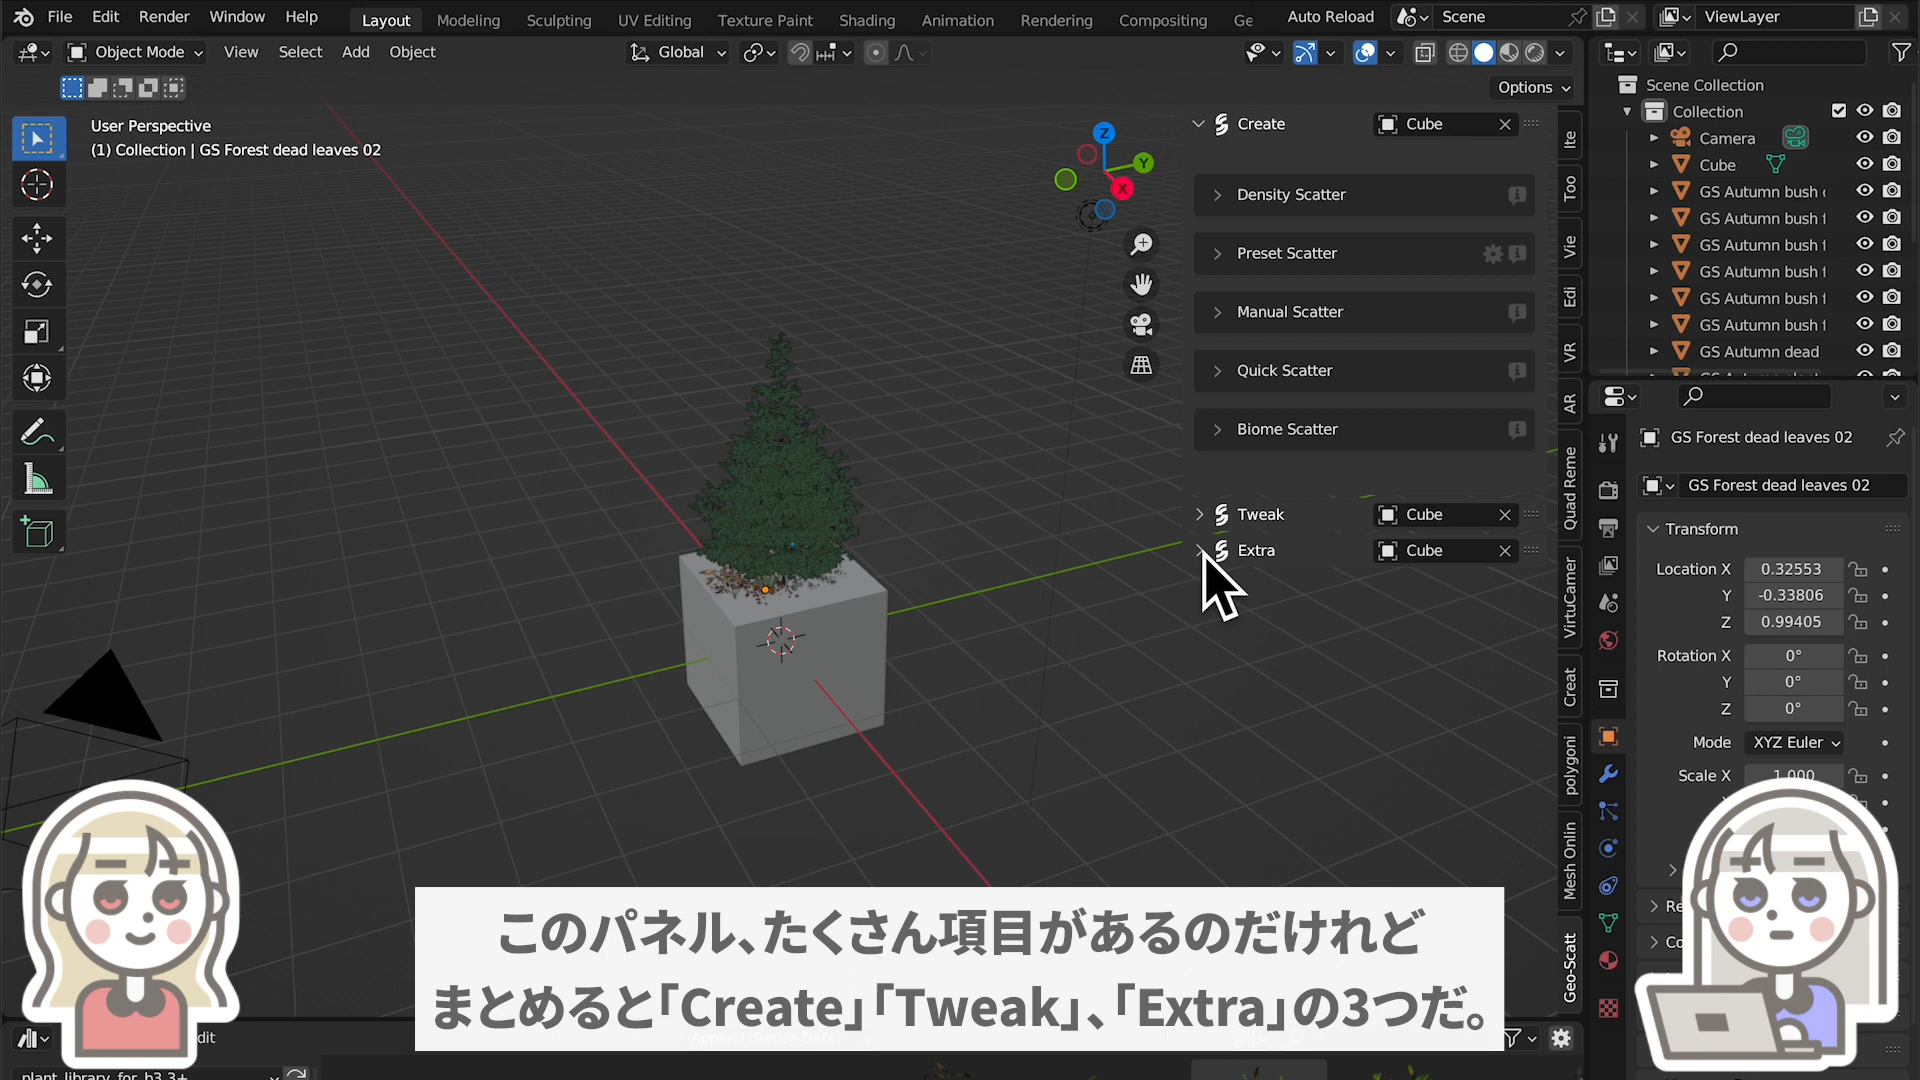 File Edit Render Window Help Layout Modeling Sculpting UV Editing Texture Paint Shading Animation Rendering Compositing Ge Auto Reload Scene ViewLayer
Object Mode View Select Add Object Global
Options
User Perspective
(1) Collection | GS Forest dead leaves 02
Z
Y
X
Create Cube
Density Scatter
Preset Scatter
Manual Scatter
Quick Scatter
Biome Scatter
Tweak Cube
Extra Cube
Ite
Too
Vie
Edi
VR
AR
Quad Reme
VirtuCamer
Creat
polygoni
Mesh Onlin
Geo-Scatt
Scene Collection
Collection
Camera
Cube
GS Autumn bush
GS Autumn bush f
GS Autumn bush f
GS Autumn bush f
GS Autumn bush f
GS Autumn bush f
GS Autumn dead
GS Forest dead leaves 02
GS Forest dead leaves 02
Transform
Location X 0.32553
Y -0.33806
Z 0.99405
Rotation X 0°
Y 0°
Z 0°
Mode XYZ Euler
Scale X 1.000
Re
Co
このパネル、たくさん項目があるのだけれど
まとめると「Create」「Tweak」、「Extra」の3つだ。
dit
plant_library_for_b3.3+